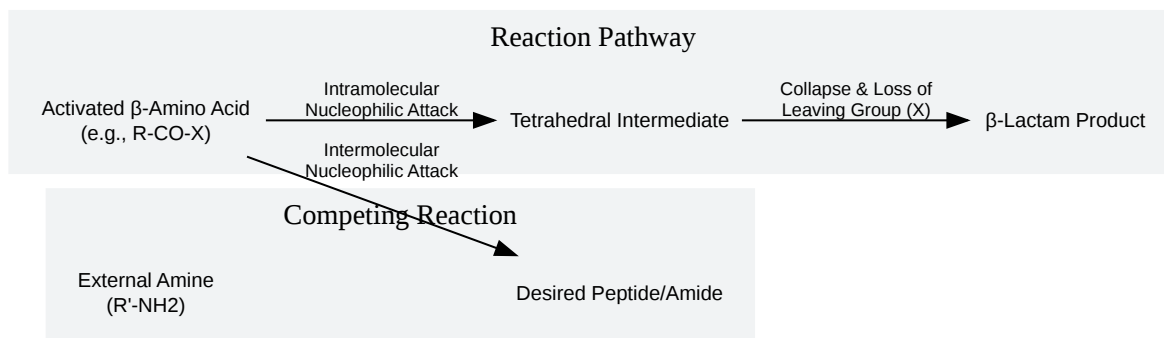 Reaction Pathway
Activated β-Amino Acid
(e.g., R-CO-X)
Intramolecular
Nucleophilic Attack
Tetrahedral Intermediate
Collapse & Loss of
Leaving Group (X)
β-Lactam Product
Intermolecular
Nucleophilic Attack
Competing Reaction
External Amine
(R'-NH2)
Desired Peptide/Amide